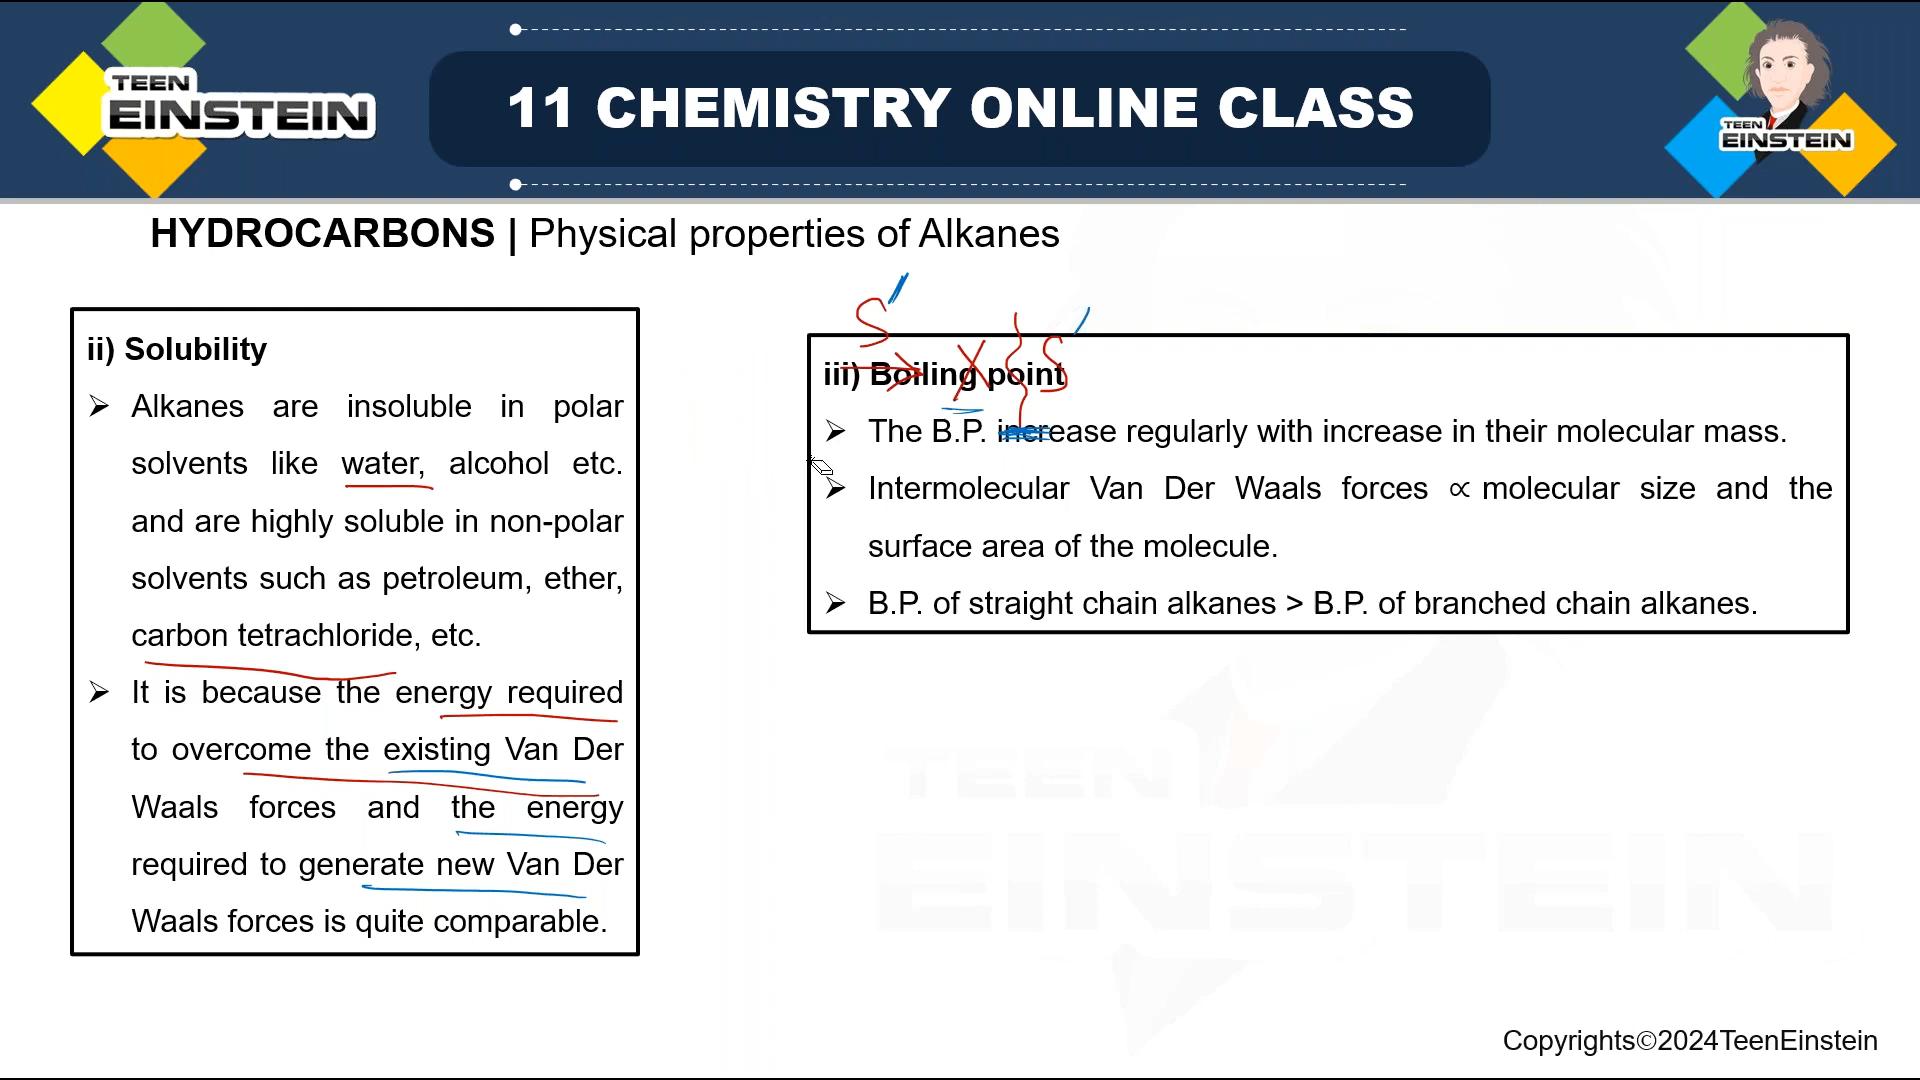 TEEN
EINSTEIN
11 CHEMISTRY ONLINE CLASS
TEEN
EINSTEIN
HYDROCARBONS | Physical properties of Alkanes
ii) Solubility
➢ Alkanes are insoluble in polar
solvents like water, alcohol etc.
and are highly soluble in non-polar
solvents such as petroleum, ether,
carbon tetrachloride, etc.
➢ It is because the energy required
to overcome the existing Van Der
Waals forces and the energy
required to generate new Van Der
Waals forces is quite comparable.
S
X S
iii) Boiling point
➢ The B.P. increase regularly with increase in their molecular mass.
➢ Intermolecular Van Der Waals forces ∝ molecular size and the
surface area of the molecule.
➢ B.P. of straight chain alkanes > B.P. of branched chain alkanes.
TEEN
EINSTEIN
Copyrights©2024TeenEinstein